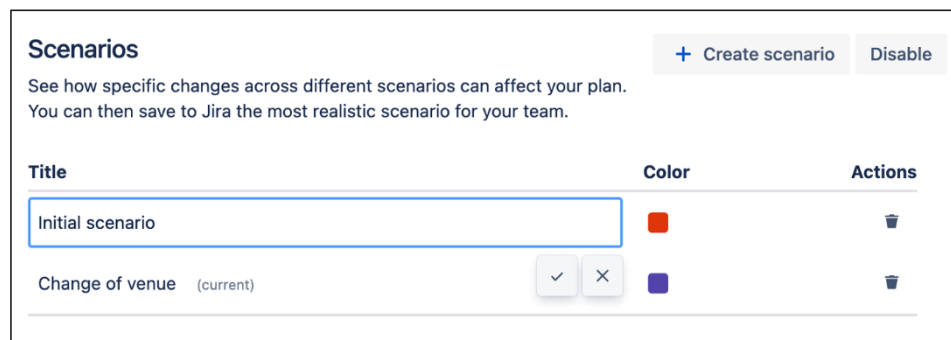 Scenarios
+ Create scenario
Disable
See how specific changes across different scenarios can affect your plan.
You can then save to Jira the most realistic scenario for your team.
Title Color Actions
Initial scenario
Change of venue (current)